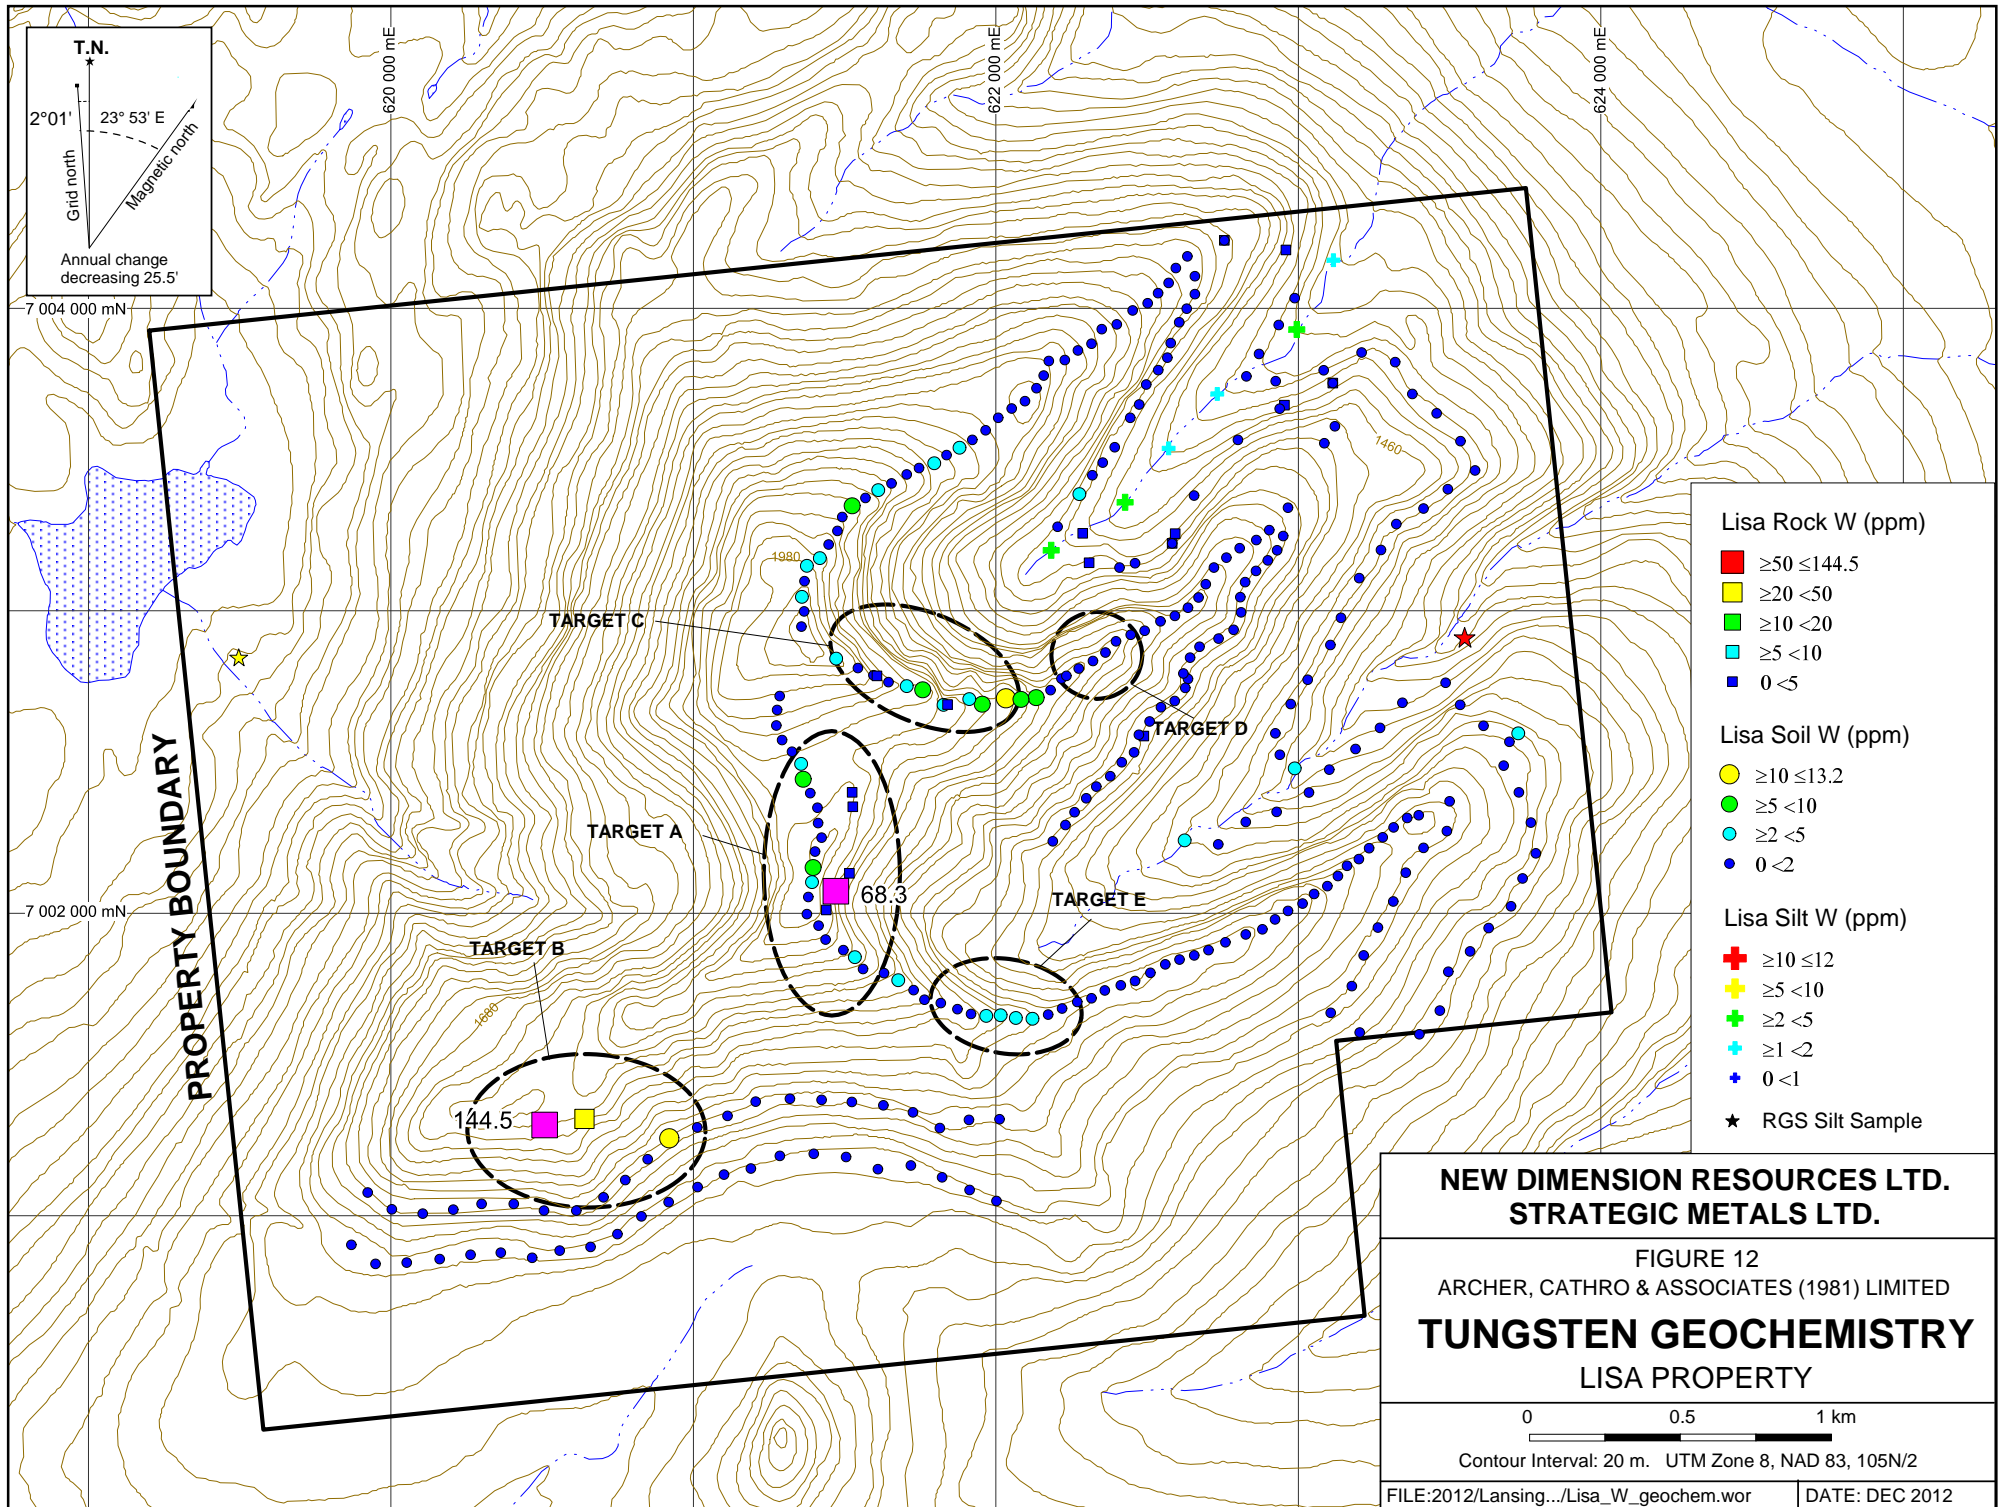 T.N.
2°01'
23° 53' E
Grid north
Magnetic north
Annual change
decreasing 25.5'
620 000 mE
622 000 mE
624 000 mE
7 004 000 mN
7 002 000 mN
1460
1980
1680
TARGET C
TARGET D
TARGET A
68.3
TARGET E
TARGET B
144.5
PROPERTY BOUNDARY
Lisa Rock W (ppm)
≥50 ≤144.5
≥20 <50
≥10 <20
≥5 <10
0 <5
Lisa Soil W (ppm)
≥10 ≤13.2
≥5 <10
≥2 <5
0 <2
Lisa Silt W (ppm)
≥10 ≤12
≥5 <10
≥2 <5
≥1 <2
0 <1
RGS Silt Sample
NEW DIMENSION RESOURCES LTD.
STRATEGIC METALS LTD.
FIGURE 12
ARCHER, CATHRO & ASSOCIATES (1981) LIMITED
TUNGSTEN GEOCHEMISTRY
LISA PROPERTY
0 0.5 1 km
Contour Interval: 20 m. UTM Zone 8, NAD 83, 105N/2
FILE:2012/Lansing.../Lisa_W_geochem.wor DATE: DEC 2012